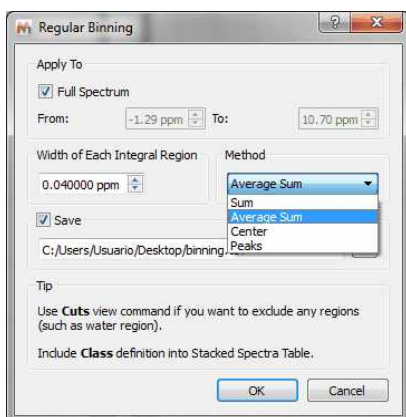 Regular Binning
Apply To
Full Spectrum
From: -1.29 ppm To: 10.70 ppm
Width of Each Integral Region Method
0.040000 ppm Average Sum
Sum
Average Sum
Center
Peaks
Save
C:/Users/Usuario/Desktop/binning
Tip
Use Cuts view command if you want to exclude any regions
(such as water region).
Include Class definition into Stacked Spectra Table.
OK Cancel